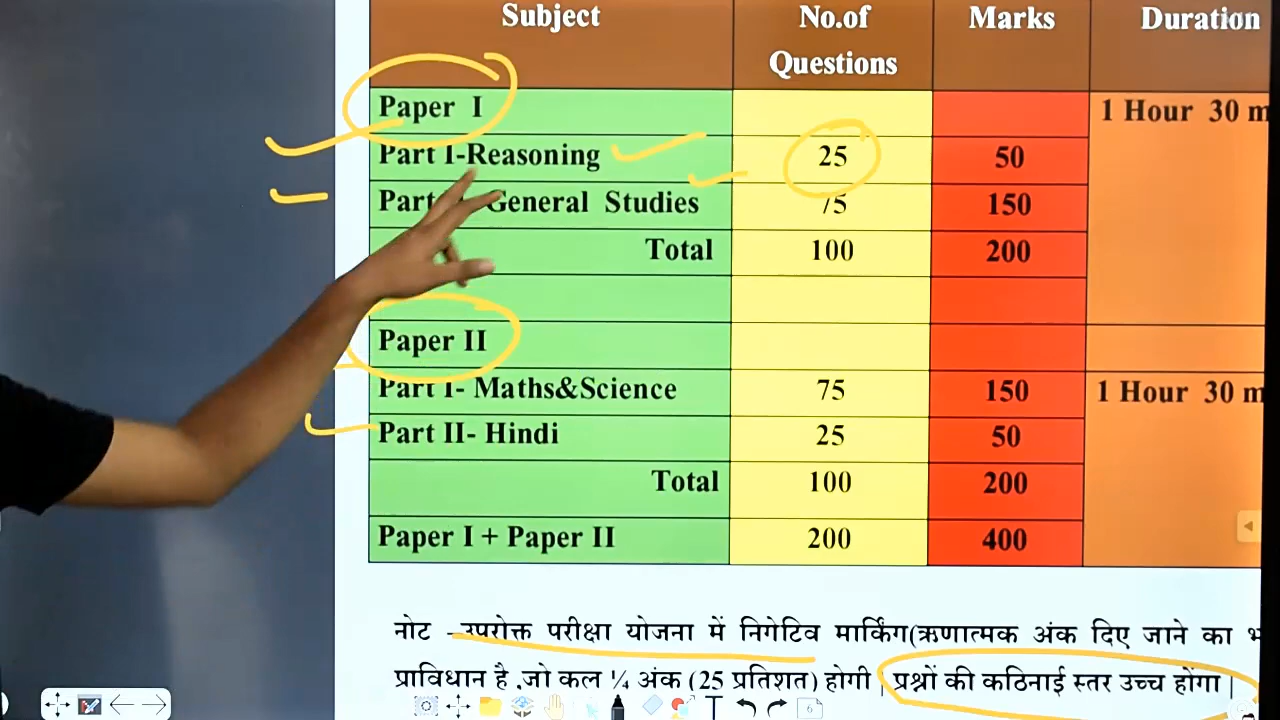 Subject No.of Questions Marks Duration
Paper I 1 Hour 30 m
Part I-Reasoning 25 50
Part General Studies 75 150
Total 100 200
Paper II
Part I- Maths&Science 75 150 1 Hour 30 m
Part II- Hindi 25 50
Total 100 200
Paper I + Paper II 200 400
नोट -उपरोक्त परीक्षा योजना में निगेटिव मार्किंग(ऋणात्मक अंक दिए जाने का
प्राविधान है .जो कल ¼ अंक (25 प्रतिशत) होगी | प्रश्नों की कठिनाई स्तर उच्च होंगा |